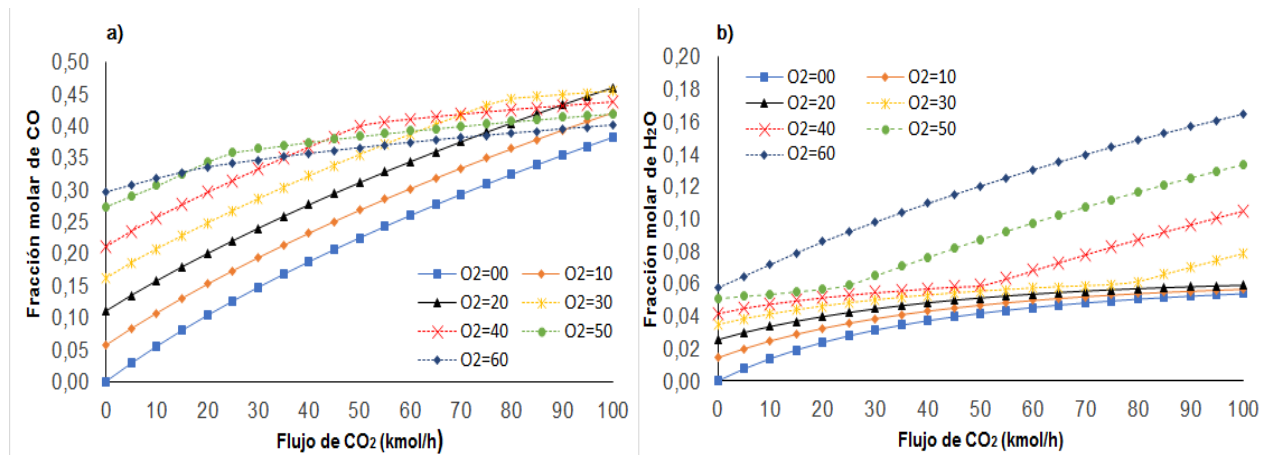 a)
Fracción molar de CO
0,50
0,45
0,40
0,35
0,30
0,25
0,20
0,15
0,10
0,05
0,00
O2=00 O2=10
O2=20 O2=30
O2=40 O2=50
O2=60
0 10 20 30 40 50 60 70 80 90 100
Flujo de CO₂ (kmol/h)
b)
Fracción molar de H₂O
0,20
0,18
0,16
0,14
0,12
0,10
0,08
0,06
0,04
0,02
0,00
O2=00 O2=10
O2=20 O2=30
O2=40 O2=50
O2=60
0 10 20 30 40 50 60 70 80 90 100
Flujo de CO₂ (kmol/h)